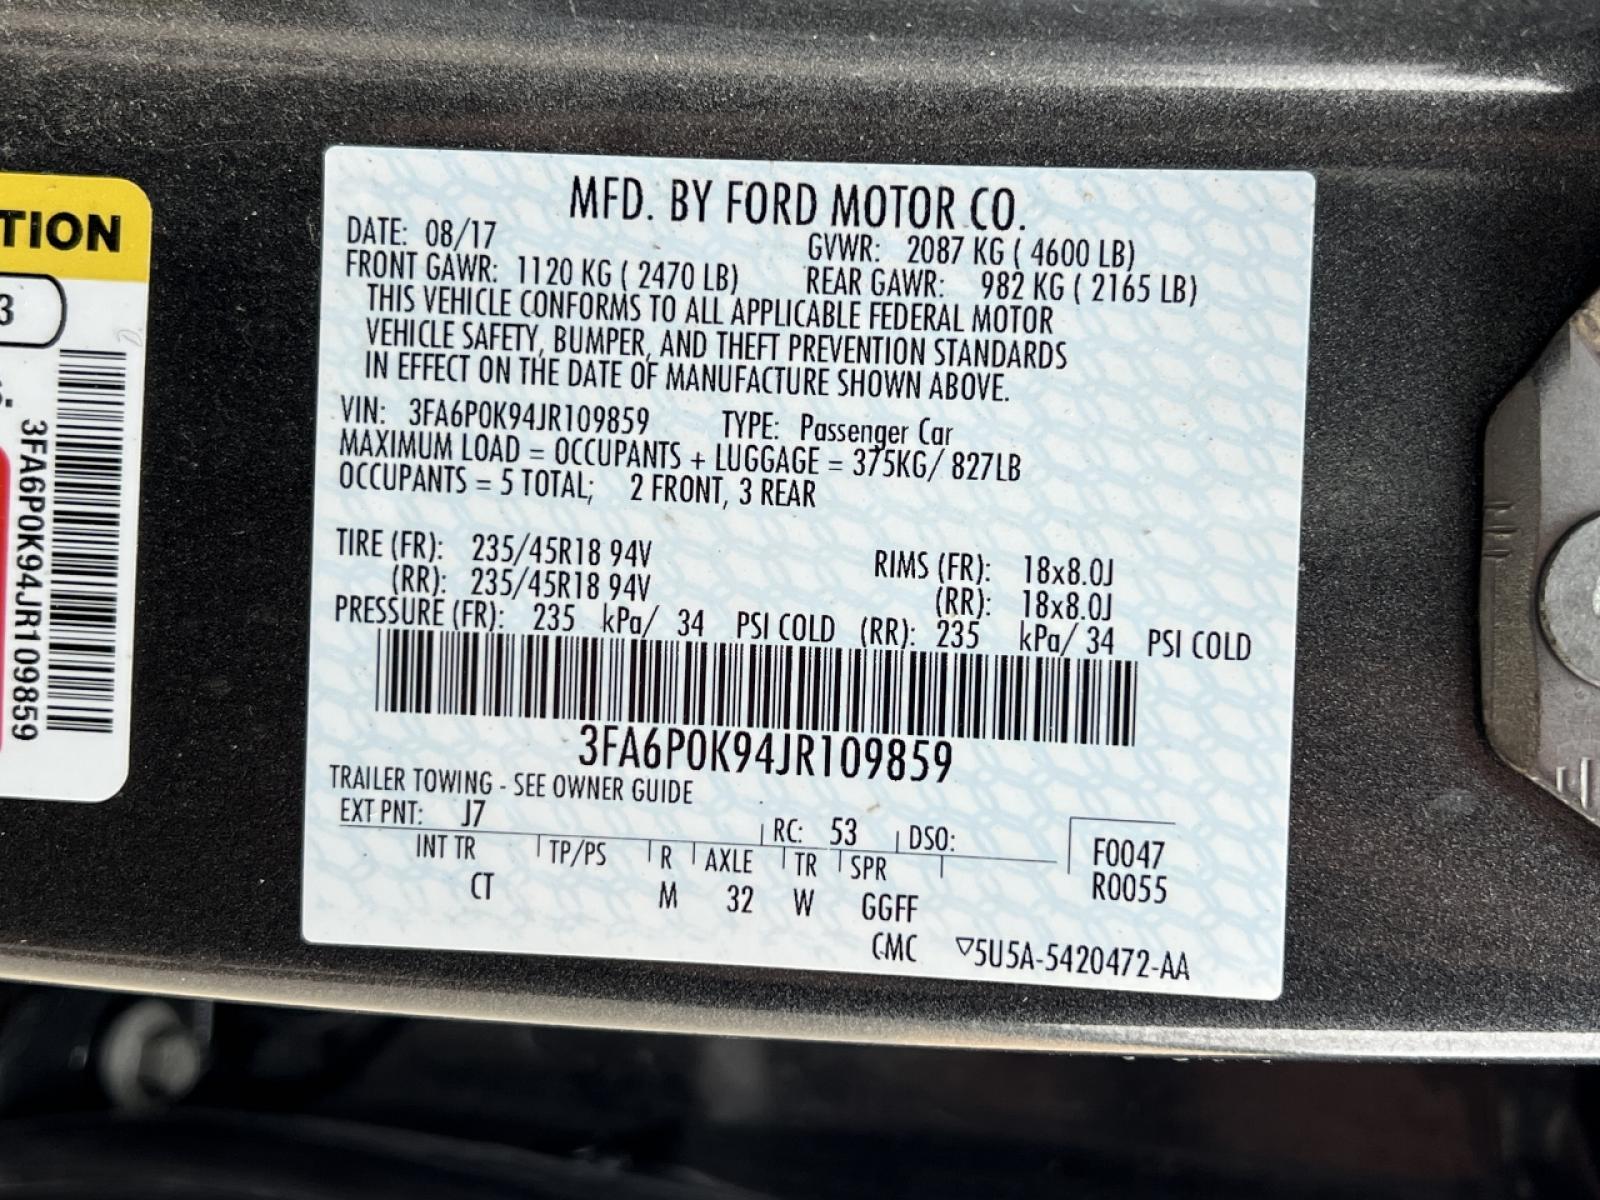 MFD. BY FORD MOTOR CO.
DATE: 08/17 GVWR: 2087 KG ( 4600 LB)
FRONT GAWR: 1120 KG ( 2470 LB) REAR GAWR: 982 KG ( 2165 LB)
THIS VEHICLE CONFORMS TO ALL APPLICABLE FEDERAL MOTOR
VEHICLE SAFETY, BUMPER, AND THEFT PREVENTION STANDARDS
IN EFFECT ON THE DATE OF MANUFACTURE SHOWN ABOVE.
VIN: 3FA6P0K94JR109859 TYPE: Passenger Car
MAXIMUM LOAD = OCCUPANTS + LUGGAGE = 375KG/ 827LB
OCCUPANTS = 5 TOTAL; 2 FRONT, 3 REAR
TIRE (FR): 235/45R18 94V RIMS (FR): 18x8.0J
(RR): 235/45R18 94V (RR): 18x8.0J
PRESSURE (FR): 235 kPa/ 34 PSI COLD (RR): 235 kPa/ 34 PSI COLD
3FA6P0K94JR109859
TRAILER TOWING - SEE OWNER GUIDE
EXT PNT: J7 RC: 53 DSO: F0047
INT TR TP/PS R AXLE TR SPR R0055
CT M 32 W GGFF
CMC ▽5U5A-5420472-AA
TION
3
3FA6P0K94JR109859